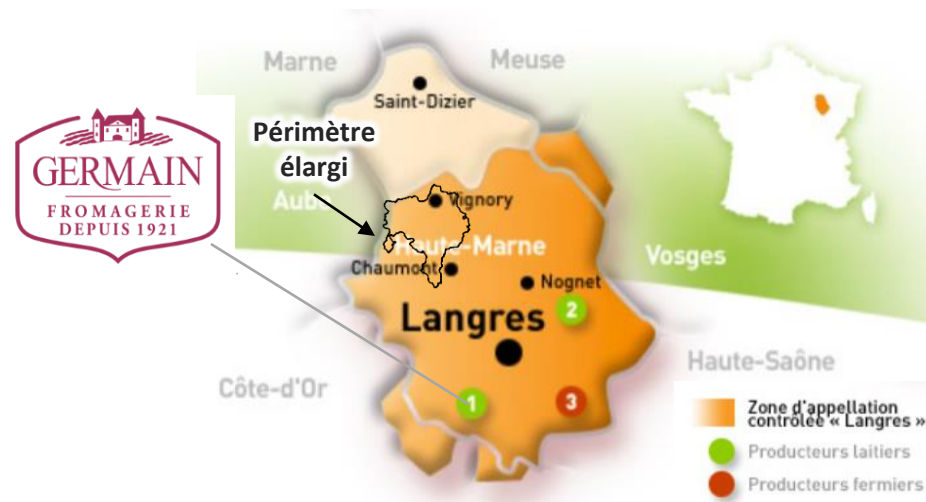 Marne
Meuse
Saint-Dizier
GERMAIN
FROMAGERIE
DEPUIS 1921
Périmètre
élargi
Aube
Vignory
Haute-Marne
Vosges
Chaumont
Nognet
Langres
2
Haute-Saône
Côte-d'Or
1
3
Zone d'appellation
contrôlée « Langres »
Producteurs laitiers
Producteurs fermiers